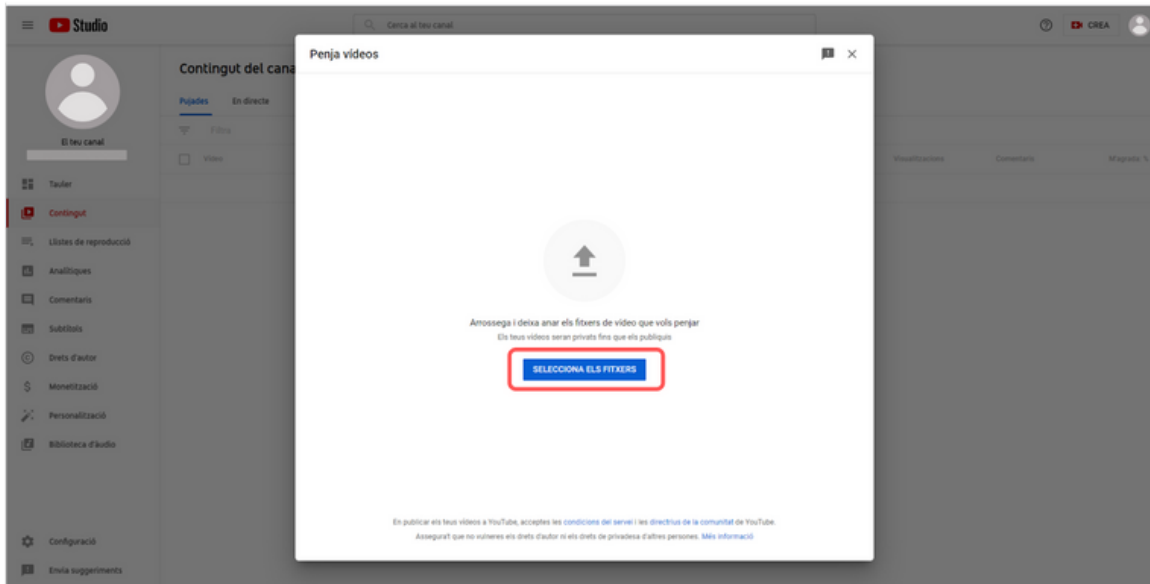 Studio
Cerca al teu canal
CREA
Penja vídeos
Contingut del cana
Pujades En directe
Filtra
Vídeo
Visualitzacions Comentaris M'agrada %
El teu canal
Tauler
Contingut
Llistes de reproducció
Analítiques
Comentaris
Subtítols
Drets d'autor
Monetització
Personalització
Biblioteca d'àudio
Configuració
Envia suggeriments
Arrossega i deixa anar els fitxers de vídeo que vols penjar
Els teus vídeos seran privats fins que els publiquis
SELECCIONA ELS FITXERS
En publicar els teus vídeos a YouTube, acceptes les condicions del servei i les directrius de la comunitat de YouTube.
Assegura't que no vulneres els drets d'autor ni els drets de privadesa d'altres persones. Més informació